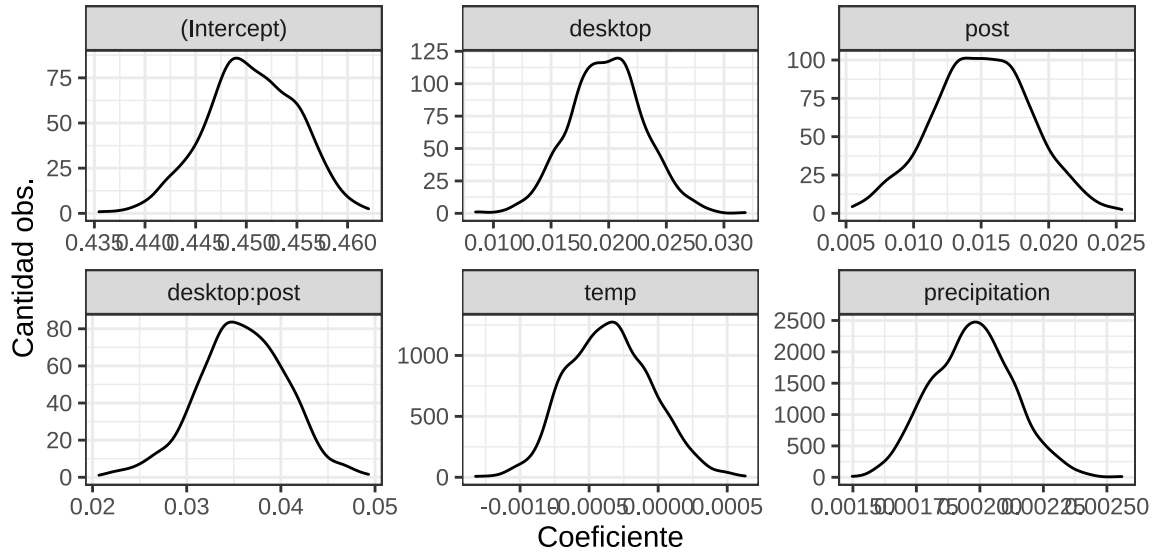 (Intercept)
desktop
post
75
50
25
0
125
100
75
50
25
0
100
75
50
25
0
0.435 0.440 0.445 0.450 0.455 0.460
0.010 0.015 0.020 0.025 0.030
0.005 0.010 0.015 0.020 0.025
Cantidad obs.
desktop:post
temp
precipitation
80
60
40
20
0
1000
500
0
2500
2000
1500
1000
500
0
0.02 0.03 0.04 0.05
-0.0010 -0.0005 0.0000 0.0005
0.00150 0.00175 0.00200 0.00225 0.00250
Coeficiente